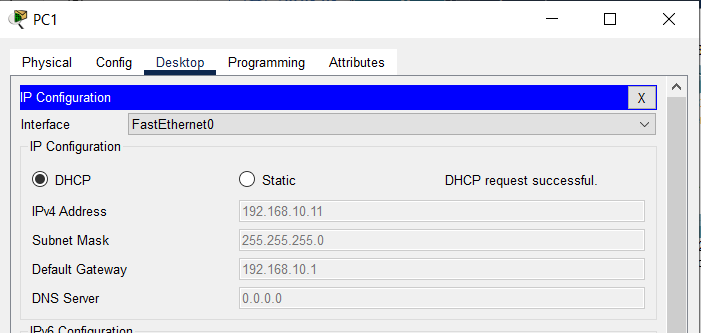 PC1
Physical Config Desktop Programming Attributes
IP Configuration X
Interface FastEthernet0
IP Configuration
DHCP Static DHCP request successful.
IPv4 Address 192.168.10.11
Subnet Mask 255.255.255.0
Default Gateway 192.168.10.1
DNS Server 0.0.0.0
IPv6 Configuration